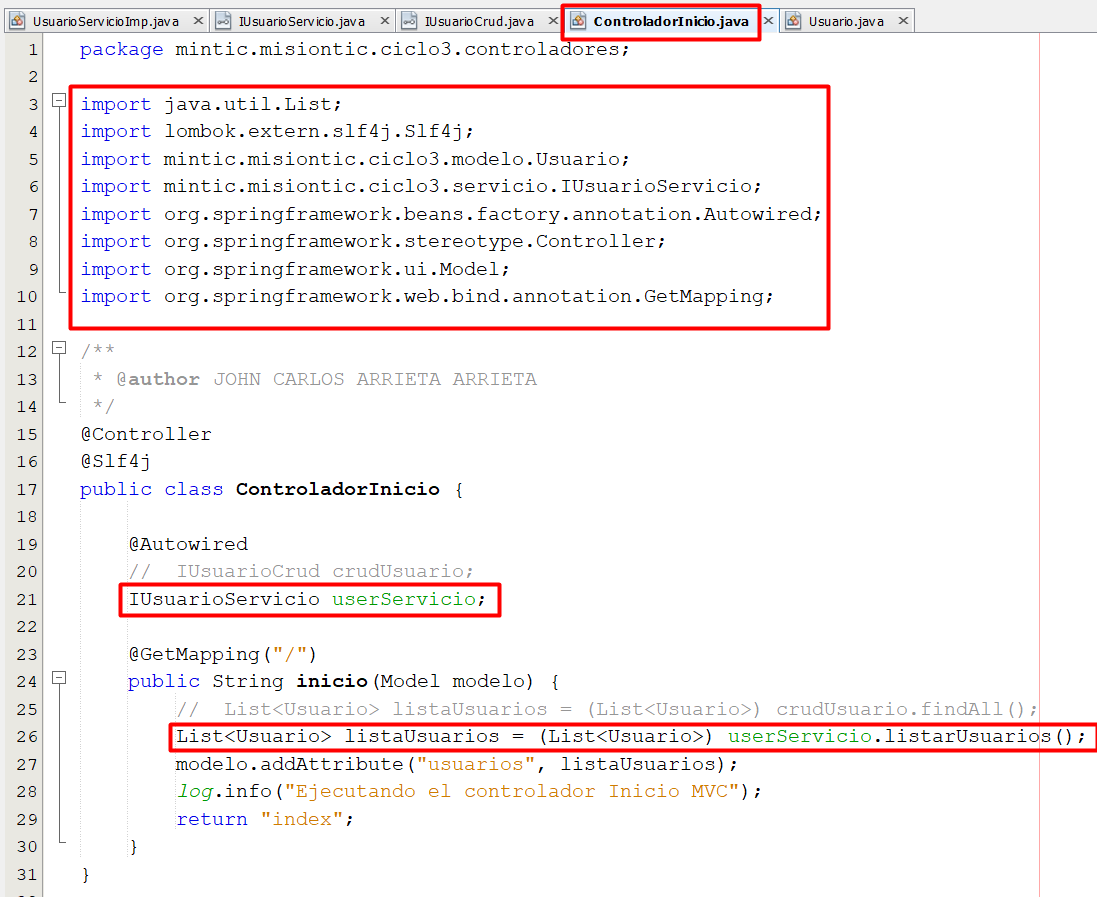 UsuarioServicioImp.java × IUsuarioServicio.java × IUsuarioCrud.java × ControladorInicio.java × Usuario.java ×
1 package mintic.misiontic.ciclo3.controladores;
2
3 import java.util.List;
4 import lombok.extern.slf4j.Slf4j;
5 import mintic.misiontic.ciclo3.modelo.Usuario;
6 import mintic.misiontic.ciclo3.servicio.IUsuarioServicio;
7 import org.springframework.beans.factory.annotation.Autowired;
8 import org.springframework.stereotype.Controller;
9 import org.springframework.ui.Model;
10 import org.springframework.web.bind.annotation.GetMapping;
11
12 /**
13 * @author JOHN CARLOS ARRIETA ARRIETA
14 */
15 @Controller
16 @Slf4j
17 public class ControladorInicio {
18
19 @Autowired
20 // IUsuarioCrud crudUsuario;
21 IUsuarioServicio userServicio;
22
23 @GetMapping("/")
24 public String inicio(Model modelo) {
25 // List<Usuario> listaUsuarios = (List<Usuario>) crudUsuario.findAll();
26 List<Usuario> listaUsuarios = (List<Usuario>) userServicio.listarUsuarios();
27 modelo.addAttribute("usuarios", listaUsuarios);
28 log.info("Ejecutando el controlador Inicio MVC");
29 return "index";
30 }
31 }